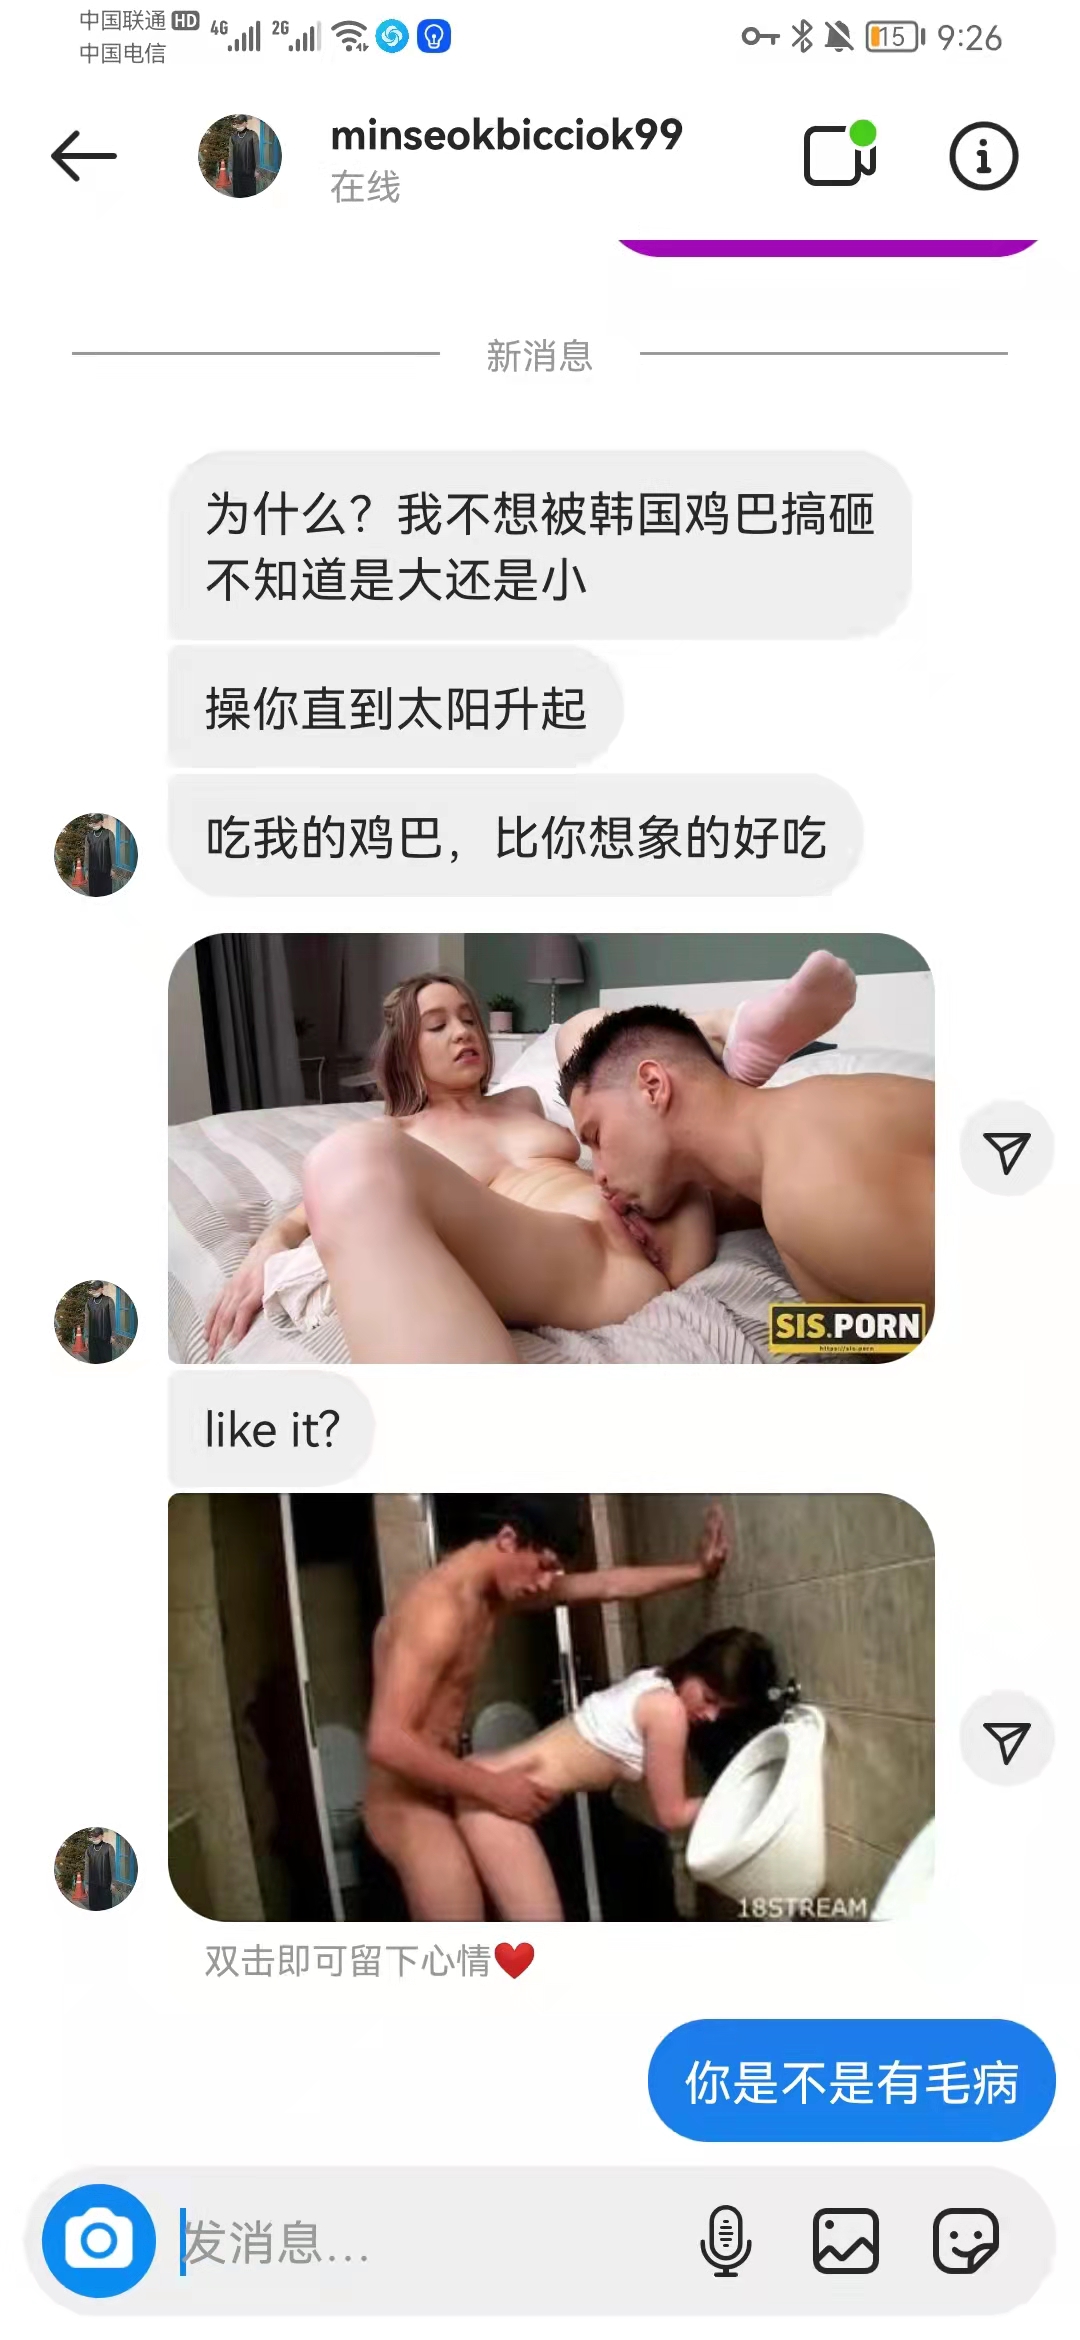 中国联通 HD 4G 2G 15 9:26
中国电信
minseokbicciok99
在线
新消息
为什么？我不想被韩国鸡巴搞砸
不知道是大还是小
操你直到太阳升起
吃我的鸡巴，比你想象的好吃
SIS.PORN
https://sis.porn
like it?
18STREAM
双击即可留下心情❤️
你是不是有毛病
发消息...